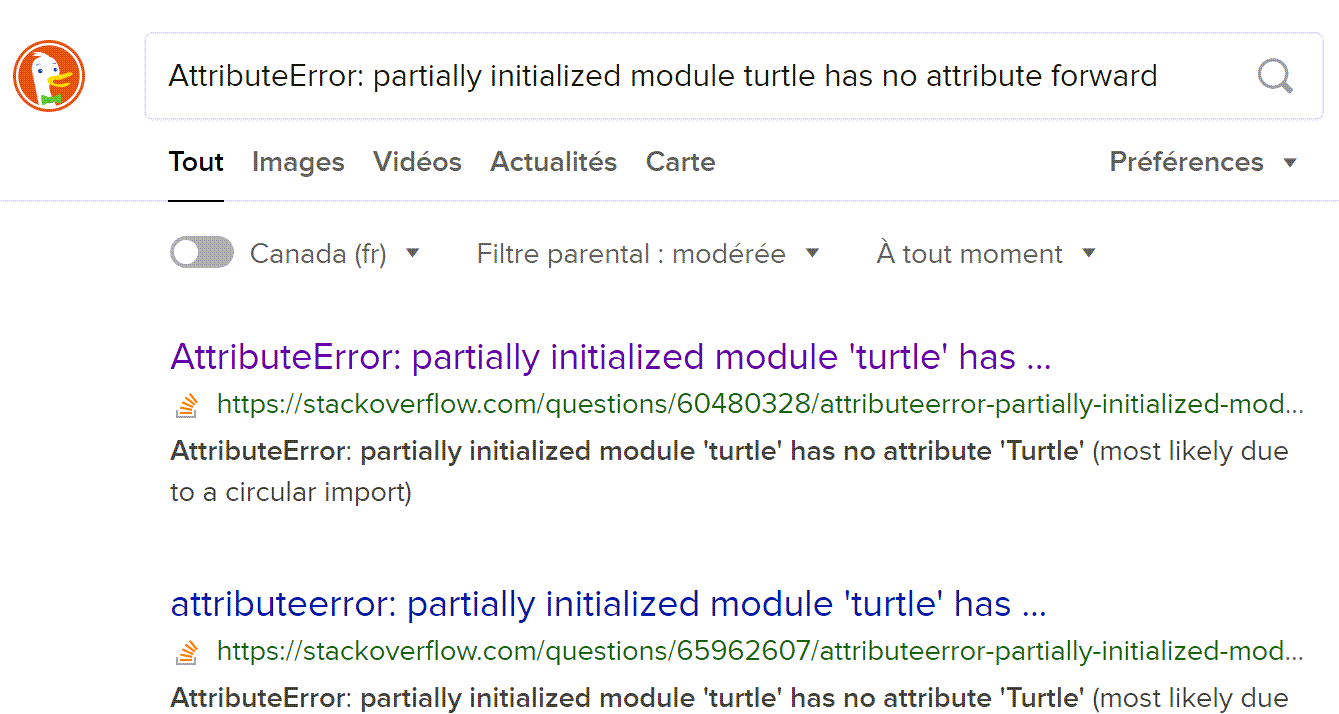 AttributeError: partially initialized module turtle has no attribute forward
Tout Images Vidéos Actualités Carte Préférences
Canada (fr) Filtre parental : modérée À tout moment
AttributeError: partially initialized module 'turtle' has ...
https://stackoverflow.com/questions/60480328/attributeerror-partially-initialized-mod...
AttributeError: partially initialized module 'turtle' has no attribute 'Turtle' (most likely due
to a circular import)
attributeerror: partially initialized module 'turtle' has ...
https://stackoverflow.com/questions/65962607/attributeerror-partially-initialized-mod...
AttributeError: partially initialized module 'turtle' has no attribute 'Turtle' (most likely due